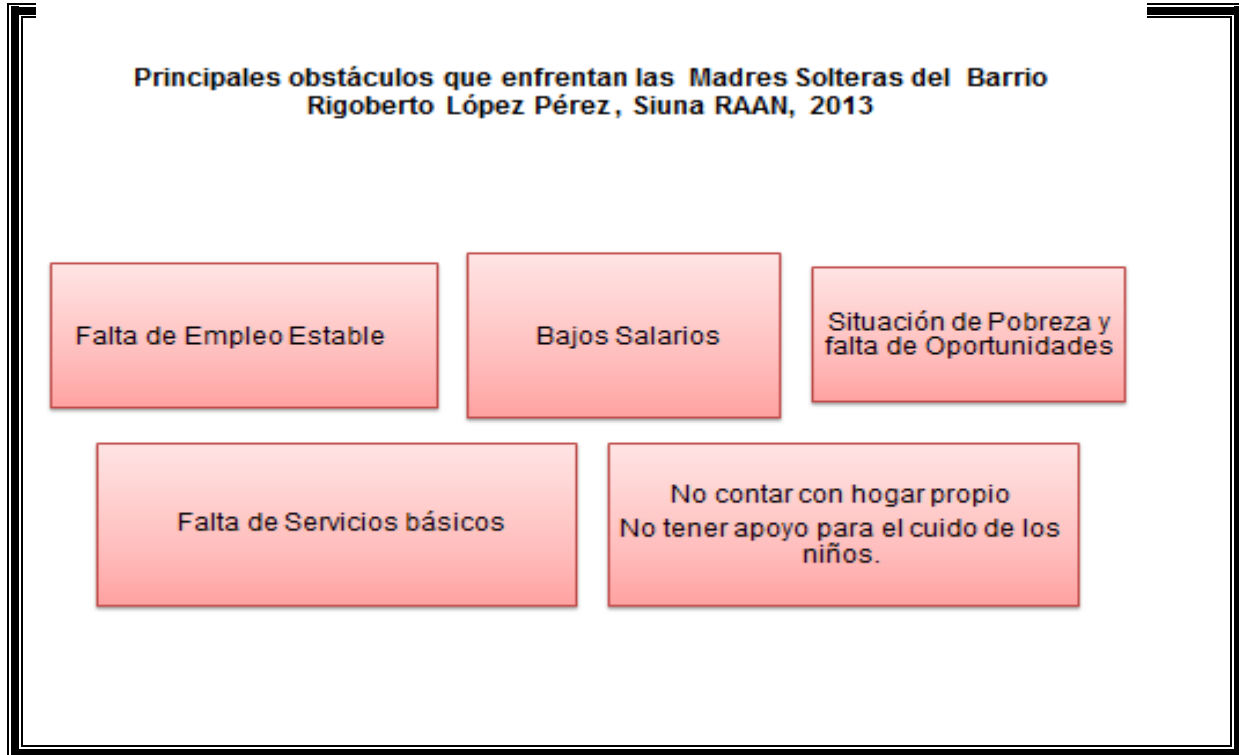 Principales obstáculos que enfrentan las Madres Solteras del Barrio
Rigoberto López Pérez, Siuna RAAN, 2013
Falta de Empleo Estable
Bajos Salarios
Situación de Pobreza y
falta de Oportunidades
Falta de Servicios básicos
No contar con hogar propio
No tener apoyo para el cuido de los
niños.